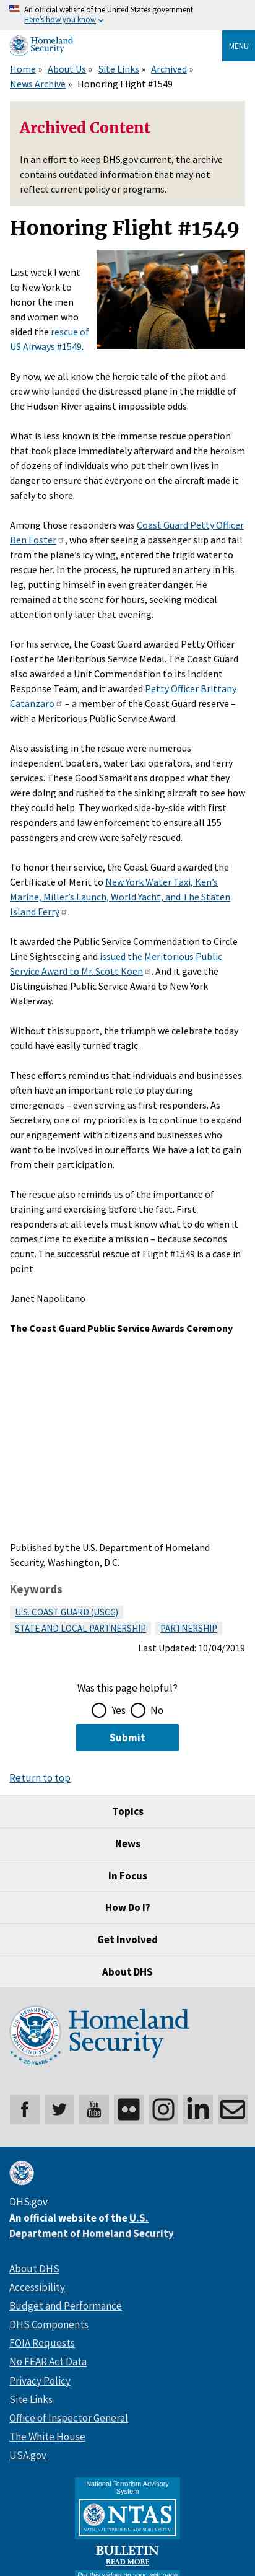 An official website of the United States government
Here's how you know
Homeland
Security
MENU
Home » About Us » Site Links » Archived »
News Archive » Honoring Flight #1549
Archived Content
In an effort to keep DHS.gov current, the archive
contains outdated information that may not
reflect current policy or programs.
Honoring Flight #1549
Last week I went
to New York to
honor the men
and women who
aided the rescue of
US Airways #1549.
By now, we all know the heroic tale of the pilot and
crew who landed the distressed plane in the middle of
the Hudson River against impossible odds.
What is less known is the immense rescue operation
that took place immediately afterward and the heroism
of dozens of individuals who put their own lives in
danger to ensure that everyone aboard made it safely
to shore.
Among those responders was Coast Guard Petty Officer
Ben Foster, who after seeing a passenger slip and fall
from the plane's icy wing, entered the frigid water to
rescue her. In the process, he ruptured an artery in his
leg, putting himself in even greater danger. He
remained at the scene for hours, seeking medical
attention only later that evening.
For his service, the Coast Guard awarded Petty Officer
Foster the Meritorious Service Medal. The Coast Guard
also awarded a Unit Commendation to its Incident
Response Team, and it awarded Petty Officer Brittany
Catanzaro – a member of the Coast Guard reserve –
with a Meritorious Public Service Award.
Also assisting in the rescue were numerous
independent boaters, water taxi operators, and ferry
services. These Good Samaritans dropped what they
were doing and rushed to the sinking aircraft to see how
they could help. They worked side-by-side with first
responders and law enforcement to ensure all 155
passengers and crew were safely rescued.
To honor their service, the Coast Guard awarded the
Certificate of Merit to New York Water Taxi, Ken's
Marine, Miller's Launch, World Yacht, and The Staten
Island Ferry.
It awarded the Public Service Commendation to Circle
Line Sightseeing and issued the Meritorious Public
Service Award to Mr. Scott Koen. And it gave the
Distinguished Public Service Award to New York
Waterway.
Without this support, the triumph we celebrate today
could have easily turned tragic.
These efforts remind us that individuals and businesses
often have an important role to play during
emergencies – even serving as first responders. As
Secretary, one of my priorities is to continue to expand
our engagement with citizens and businesses who
want to be involved in our efforts. We have a lot to gain
from their participation.
The rescue also reminds us of the importance of
training and exercising before the fact. First
responders at all levels must know what to do when it
comes time to execute a mission – because seconds
count. The successful rescue of Flight #1549 is a case in
point
Janet Napolitano
The Coast Guard Public Service Awards Ceremony
Published by the U.S. Department of Homeland
Security, Washington, D.C.
Keywords
U.S. COAST GUARD (USCG)
STATE AND LOCAL PARTNERSHIP PARTNERSHIP
Last Updated: 10/04/2019
Was this page helpful?
Yes No
Submit
Return to top
Topics
News
In Focus
How Do I?
Get Involved
About DHS
Homeland
Security
20 YEARS
You
Tube
DHS.gov
An official website of the U.S.
Department of Homeland Security
About DHS
Accessibility
Budget and Performance
DHS Components
FOIA Requests
No FEAR Act Data
Privacy Policy
Site Links
Office of Inspector General
The White House
USA.gov
National Terrorism Advisory
System
NTAS
NATIONAL TERRORISM ADVISORY SYSTEM
BULLETIN
READ MORE
Put this widget on your web page